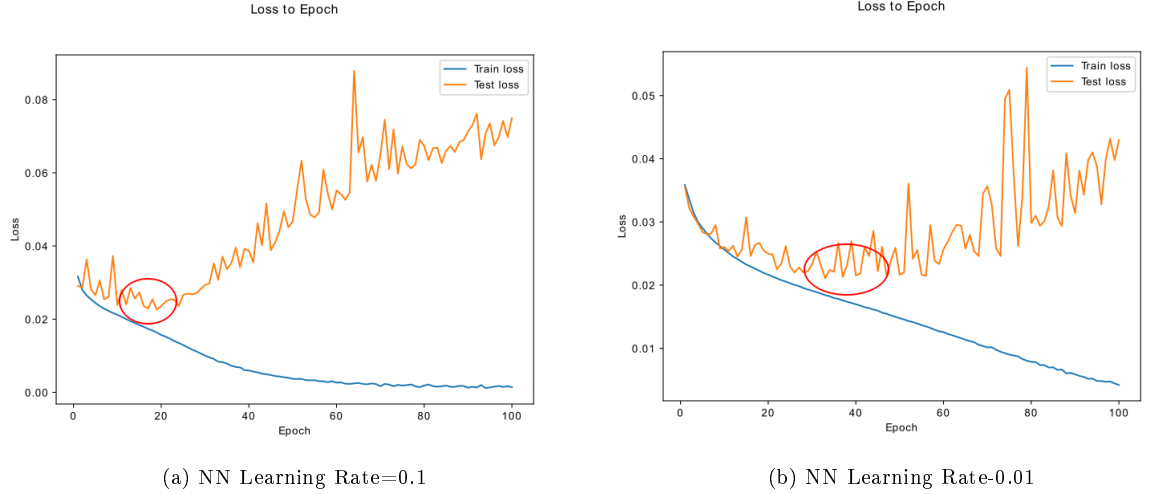 Loss to Epoch
Train loss
Test loss
0.08
0.06
0.04
0.02
0.00
Loss
0 20 40 60 80 100
Epoch
(a) NN Learning Rate=0.1
Loss to Epoch
Train loss
Test loss
0.05
0.04
0.03
0.02
0.01
Loss
0 20 40 60 80 100
Epoch
(b) NN Learning Rate-0.01